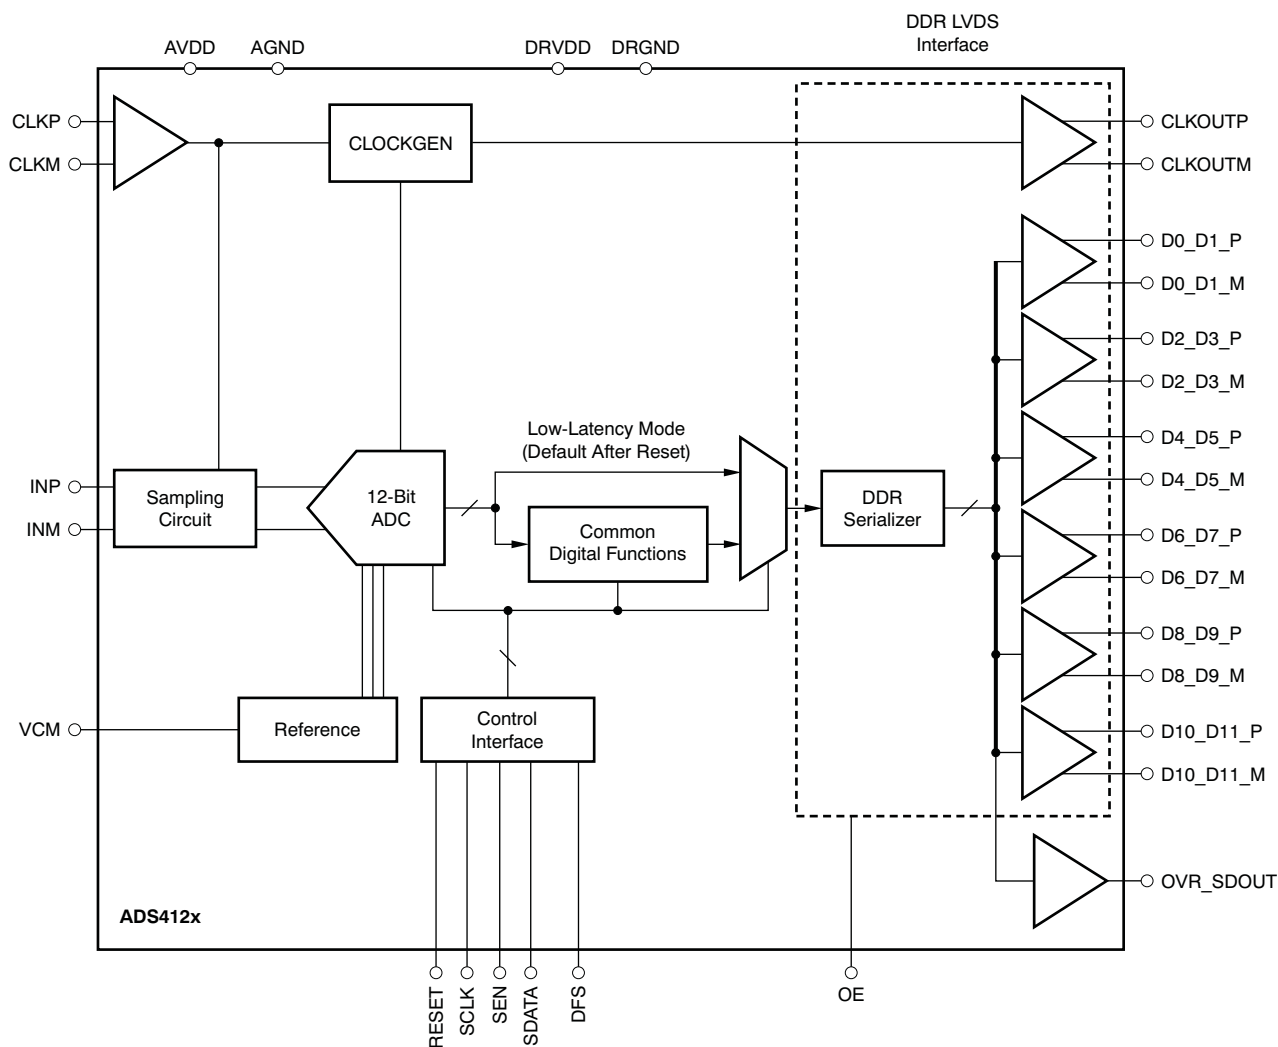 DDR LVDS
Interface
AVDD
AGND
DRVDD
DRGND
CLKP
CLKM
CLOCKGEN
CLKOUTP
CLKOUTM
D0_D1_P
D0_D1_M
D2_D3_P
D2_D3_M
Low-Latency Mode
(Default After Reset)
D4_D5_P
D4_D5_M
INP
INM
Sampling
Circuit
12-Bit
ADC
Common
Digital Functions
DDR
Serializer
D6_D7_P
D6_D7_M
D8_D9_P
D8_D9_M
VCM
Reference
Control
Interface
D10_D11_P
D10_D11_M
OVR_SDOUT
ADS412x
RESET
SCLK
SEN
SDATA
DFS
OE